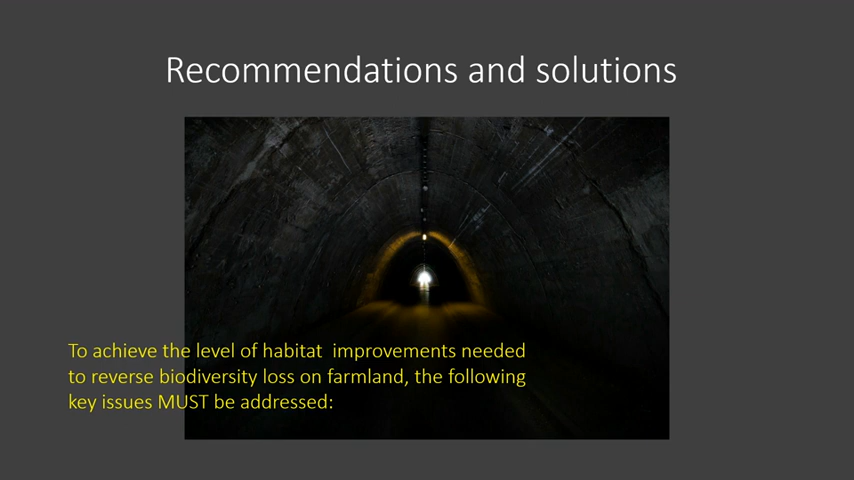 Recommendations and solutions
To achieve the level of habitat  improvements needed
to reverse biodiversity loss on farmland, the following
key issues MUST be addressed: